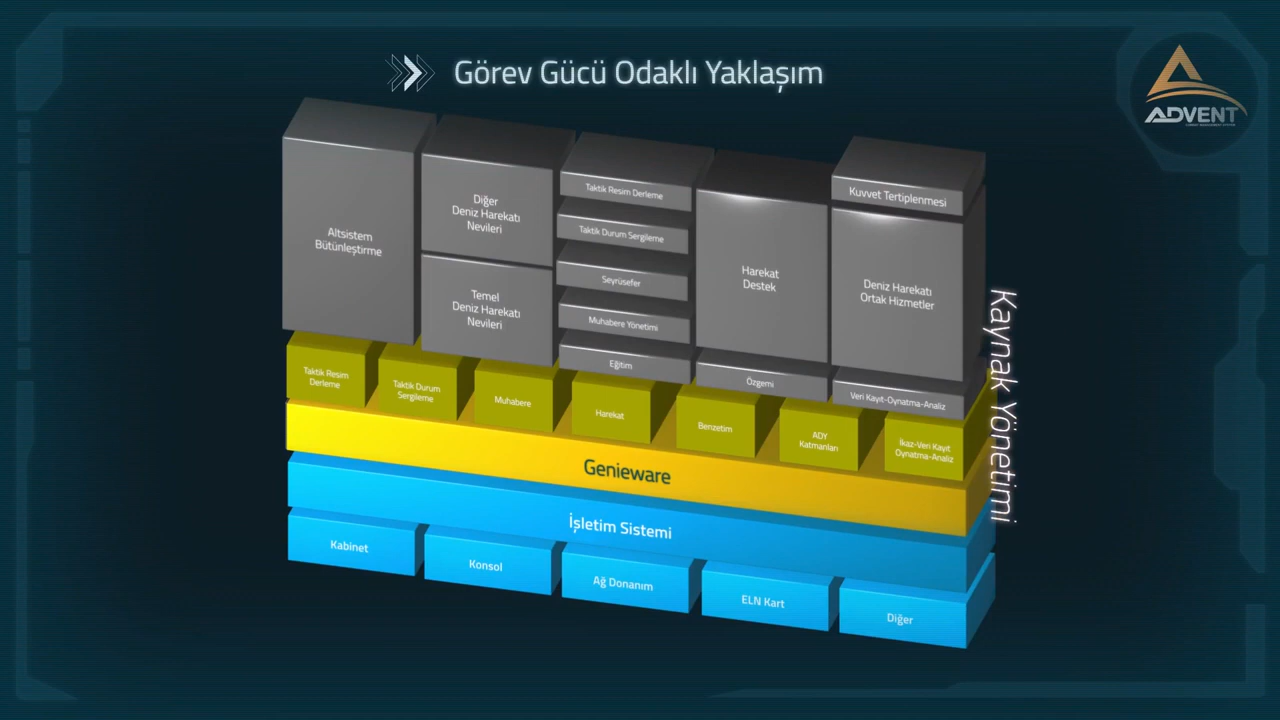 Görev Gücü Odaklı Yaklaşım
ADVENT
Altsistem
Bütünleştirme
Diğer
Deniz Harekatı
Nevileri
Temel
Deniz Harekatı
Nevileri
Taktik Resim Derleme
Taktik Durum Sergileme
Seyrüsefer
Muhabere Yönetimi
Eğitim
Harekat
Destek
Özgemi
Kuvvet Tertiplenmesi
Deniz Harekatı
Ortak Hizmetler
Veri Kayıt-Oynatma-Analiz
Kaynak Yönetimi
Taktik Resim
Derleme
Taktik Durum
Sergileme
Muhabere
Harekat
Benzetim
ADY
Katmanları
İkaz-Veri Kayıt
Oynatma-Analiz
Genieware
İşletim Sistemi
Kabinet
Konsol
Ağ Donanım
ELN Kart
Diğer